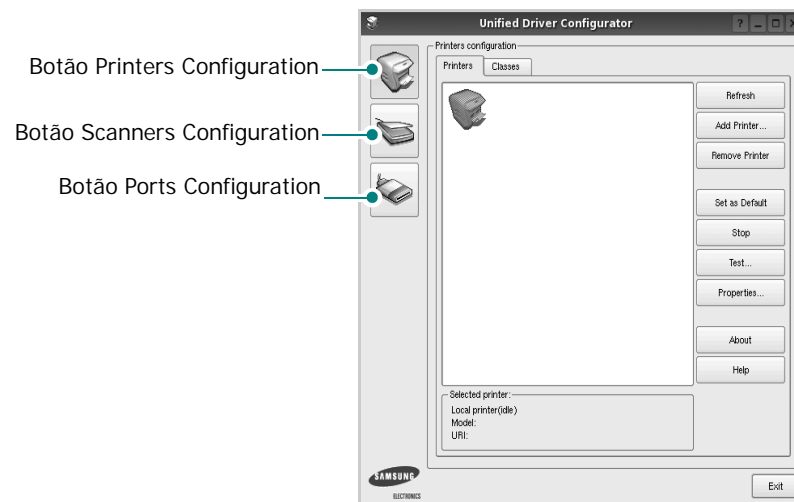 Unified Driver Configurator
Botão Printers Configuration
Botão Scanners Configuration
Botão Ports Configuration
Printers configuration
Printers
Classes
Refresh
Add Printer...
Remove Printer
Set as Default
Stop
Test...
Properties...
About
Help
Selected printer:
Local printer(idle)
Model:
URI:
SAMSUNG
ELECTRONICS
Exit